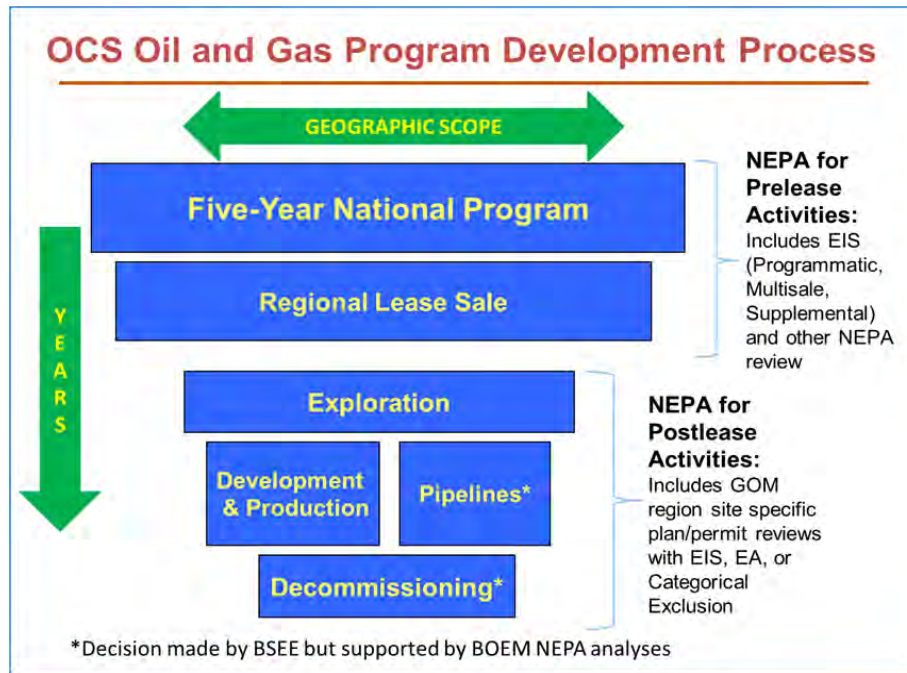 OCS Oil and Gas Program Development Process
GEOGRAPHIC SCOPE
Five-Year National Program
Regional Lease Sale
NEPA for
Prelease
Activities:
Includes EIS
(Programmatic,
Multisale,
Supplemental)
and other NEPA
review
YEARS
Exploration
Development
& Production
Pipelines*
Decommissioning*
NEPA for
Postlease
Activities:
Includes GOM
region site specific
plan/permit reviews
with EIS, EA, or
Categorical
Exclusion
*Decision made by BSEE but supported by BOEM NEPA analyses